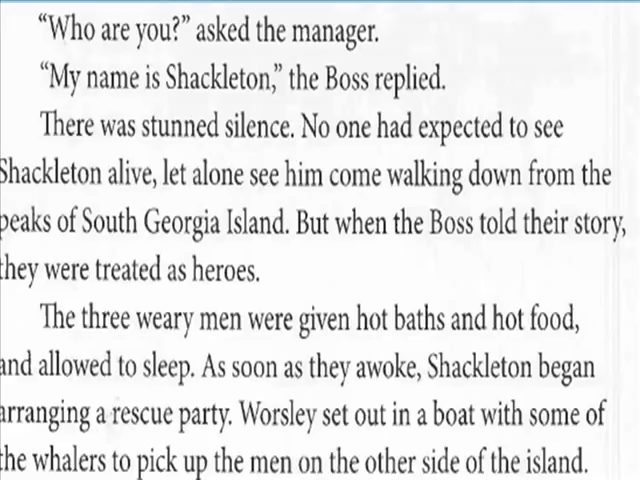 “Who are you?” asked the manager.
“My name is Shackleton,” the Boss replied.
There was stunned silence. No one had expected to see
Shackleton alive, let alone see him come walking down from the
peaks of South Georgia Island. But when the Boss told their story,
they were treated as heroes.
The three weary men were given hot baths and hot food,
and allowed to sleep. As soon as they awoke, Shackleton began
arranging a rescue party. Worsley set out in a boat with some of
the whalers to pick up the men on the other side of the island.